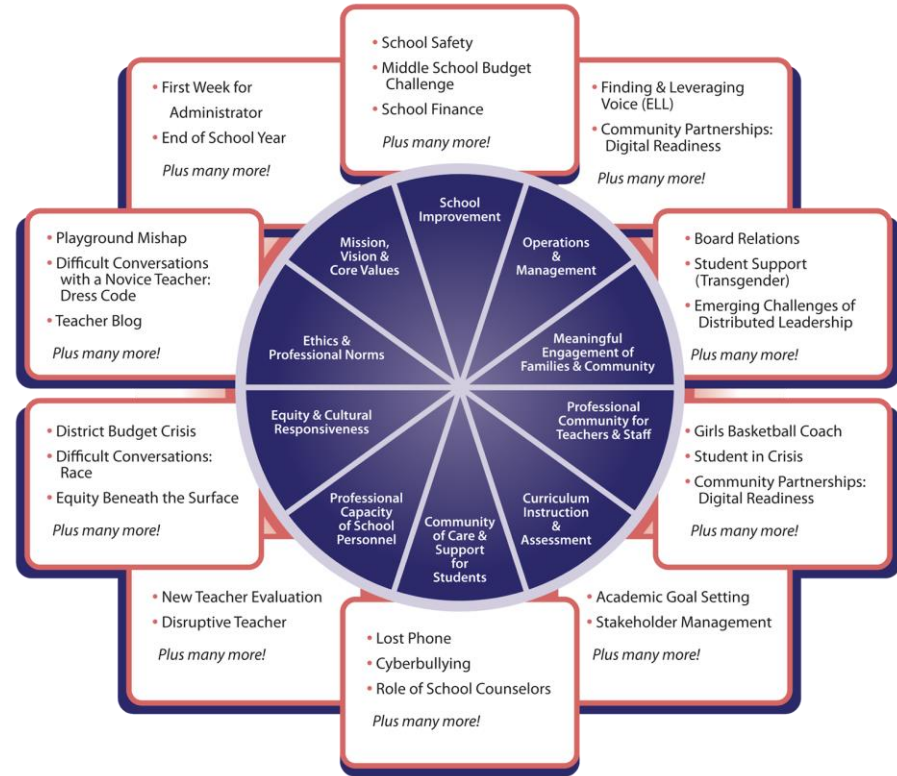 • School Safety
• Middle School Budget
Challenge
• School Finance
Plus many more!
• First Week for
Administrator
• End of School Year
Plus many more!
• Finding & Leveraging
Voice (ELL)
• Community Partnerships:
Digital Readiness
Plus many more!
• Playground Mishap
• Difficult Conversations
with a Novice Teacher:
Dress Code
• Teacher Blog
Plus many more!
• Board Relations
• Student Support
(Transgender)
• Emerging Challenges of
Distributed Leadership
Plus many more!
School
Improvement
Mission,
Vision &
Core Values
Operations
&
Management
Ethics &
Professional Norms
Meaningful
Engagement of
Families & Community
Equity & Cultural
Responsiveness
Professional
Community for
Teachers & Staff
Professional
Capacity
of School
Personnel
Community
of Care &
Support
for
Students
Curriculum
Instruction
&
Assessment
• District Budget Crisis
• Difficult Conversations:
Race
• Equity Beneath the Surface
Plus many more!
• Girls Basketball Coach
• Student in Crisis
• Community Partnerships:
Digital Readiness
Plus many more!
• New Teacher Evaluation
• Disruptive Teacher
Plus many more!
• Lost Phone
• Cyberbullying
• Role of School Counselors
Plus many more!
• Academic Goal Setting
• Stakeholder Management
Plus many more!